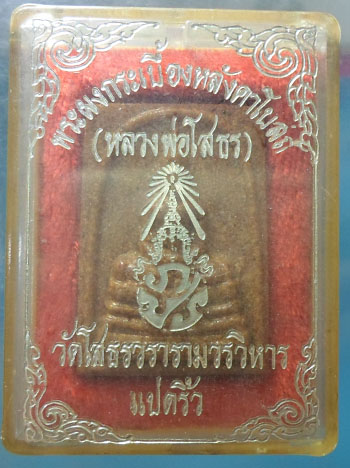 พระผงกระเบื้องหลังคาโบสถ์
(หลวงพ่อโสธร)
วัดโสธรวรารามวรวิหาร
แปดริ้ว